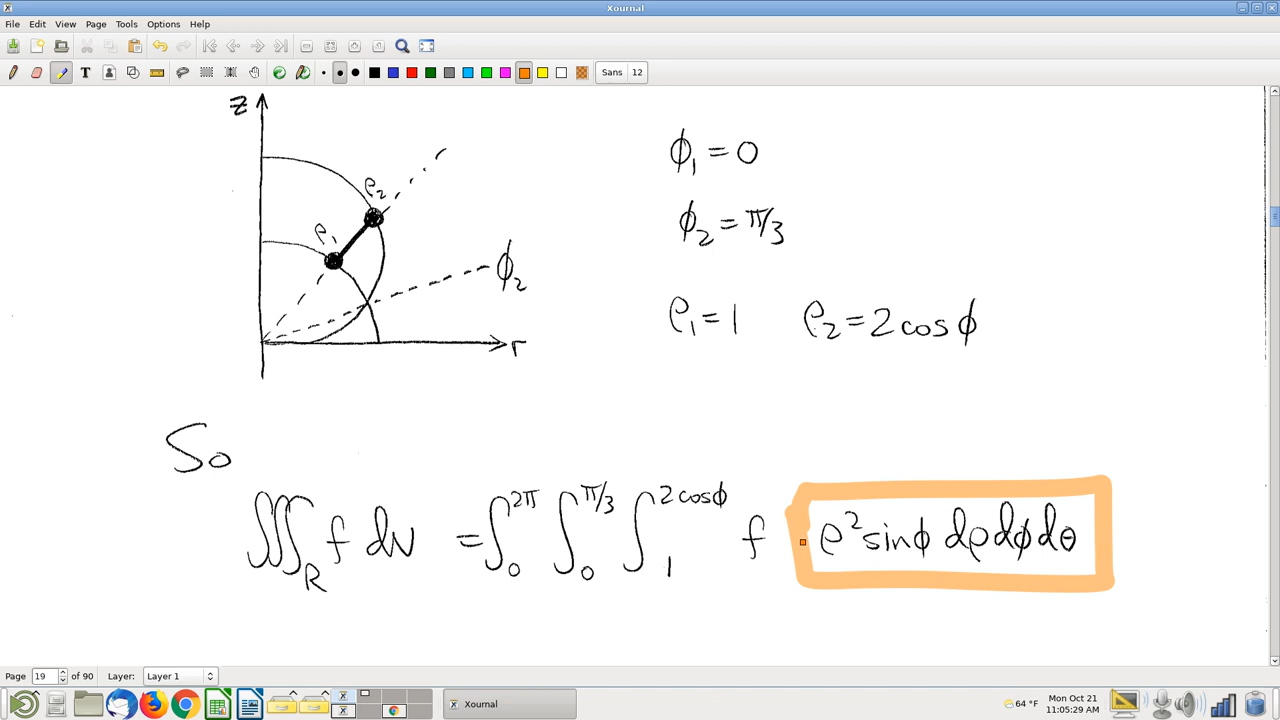 Xournal
File Edit View Page Tools Options Help
Sans 12
z
ρ₂
ρ₁
ϕ₂
r
ϕ₁ = 0
ϕ₂ = π/3
ρ₁ = 1 ρ₂ = 2 cos ϕ
So
∭_R f dV = ∫₀^{2π} ∫₀^{π/3} ∫₁^{2 cos ϕ} f ρ² sin ϕ dρ dϕ dθ
Page 19 of 90 Layer: Layer 1
Xournal
64 °F
Mon Oct 21
11:05:29 AM